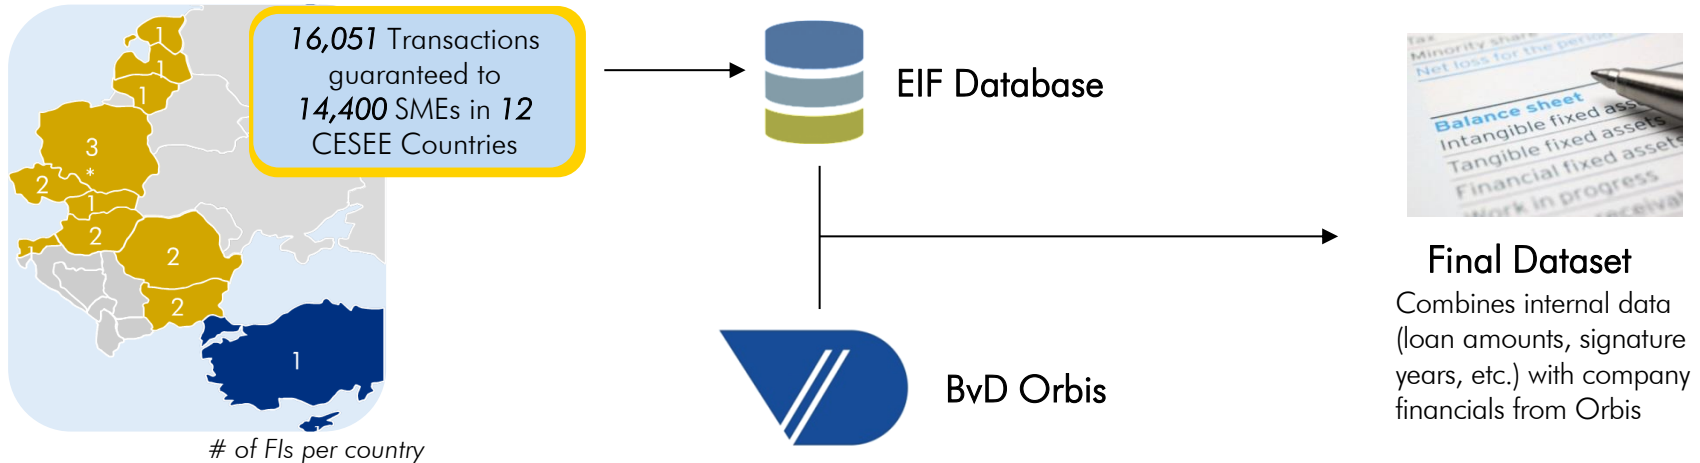 16,051 Transactions
guaranteed to
14,400 SMEs in 12
CESEE Countries
1
1
1
3
*
2
1
2
1
2
2
1
1
# of FIs per country
EIF Database
BvD Orbis
Tax
Minority share
Net loss for the period
Balance sheet
Intangible fixed assets
Tangible fixed assets
Financial fixed assets
Work in progress
Final Dataset
Combines internal data
(loan amounts, signature
years, etc.) with company
financials from Orbis